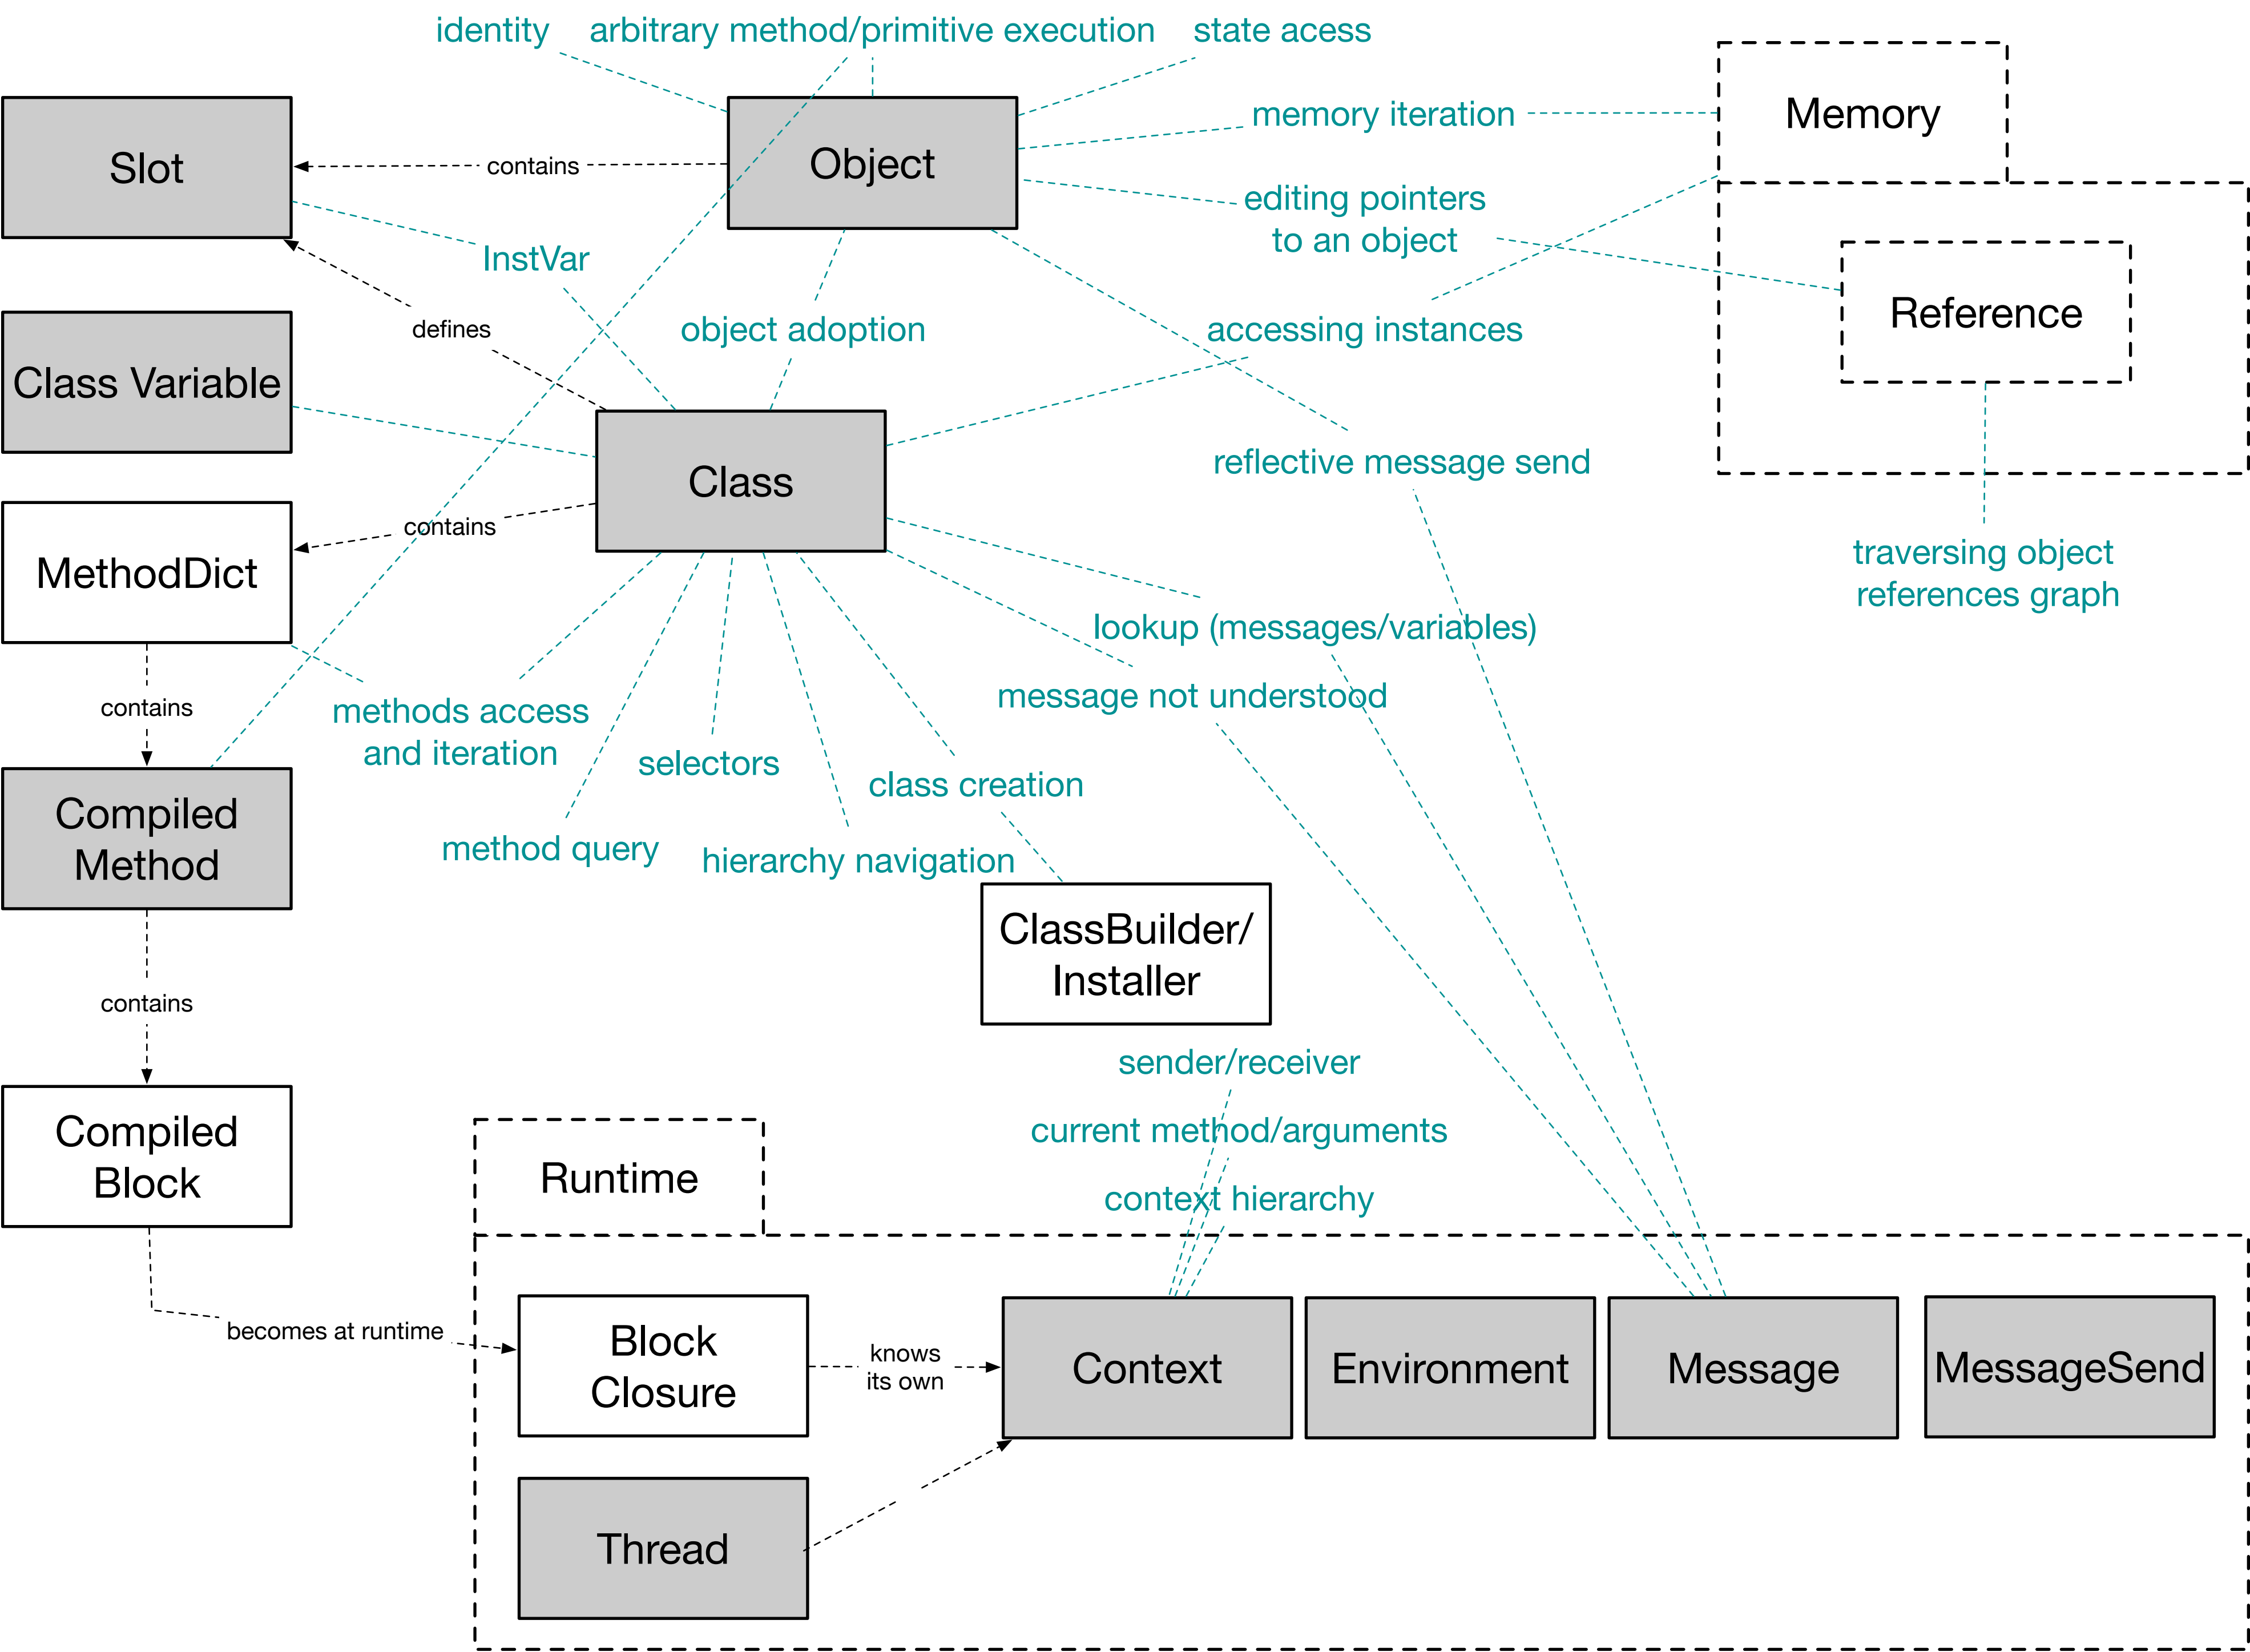 identity
arbitrary method/primitive execution
state acess
Memory
memory iteration
Slot
contains
Object
editing pointers
to an object
InstVar
Reference
defines
object adoption
accessing instances
Class Variable
Class
reflective message send
contains
MethodDict
traversing object
references graph
lookup (messages/variables)
message not understood
contains
methods access
and iteration
selectors
class creation
Compiled
Method
method query
hierarchy navigation
ClassBuilder/
Installer
contains
sender/receiver
Compiled
Block
current method/arguments
Runtime
context hierarchy
becomes at runtime
Block
Closure
knows
its own
Context
Environment
Message
MessageSend
Thread